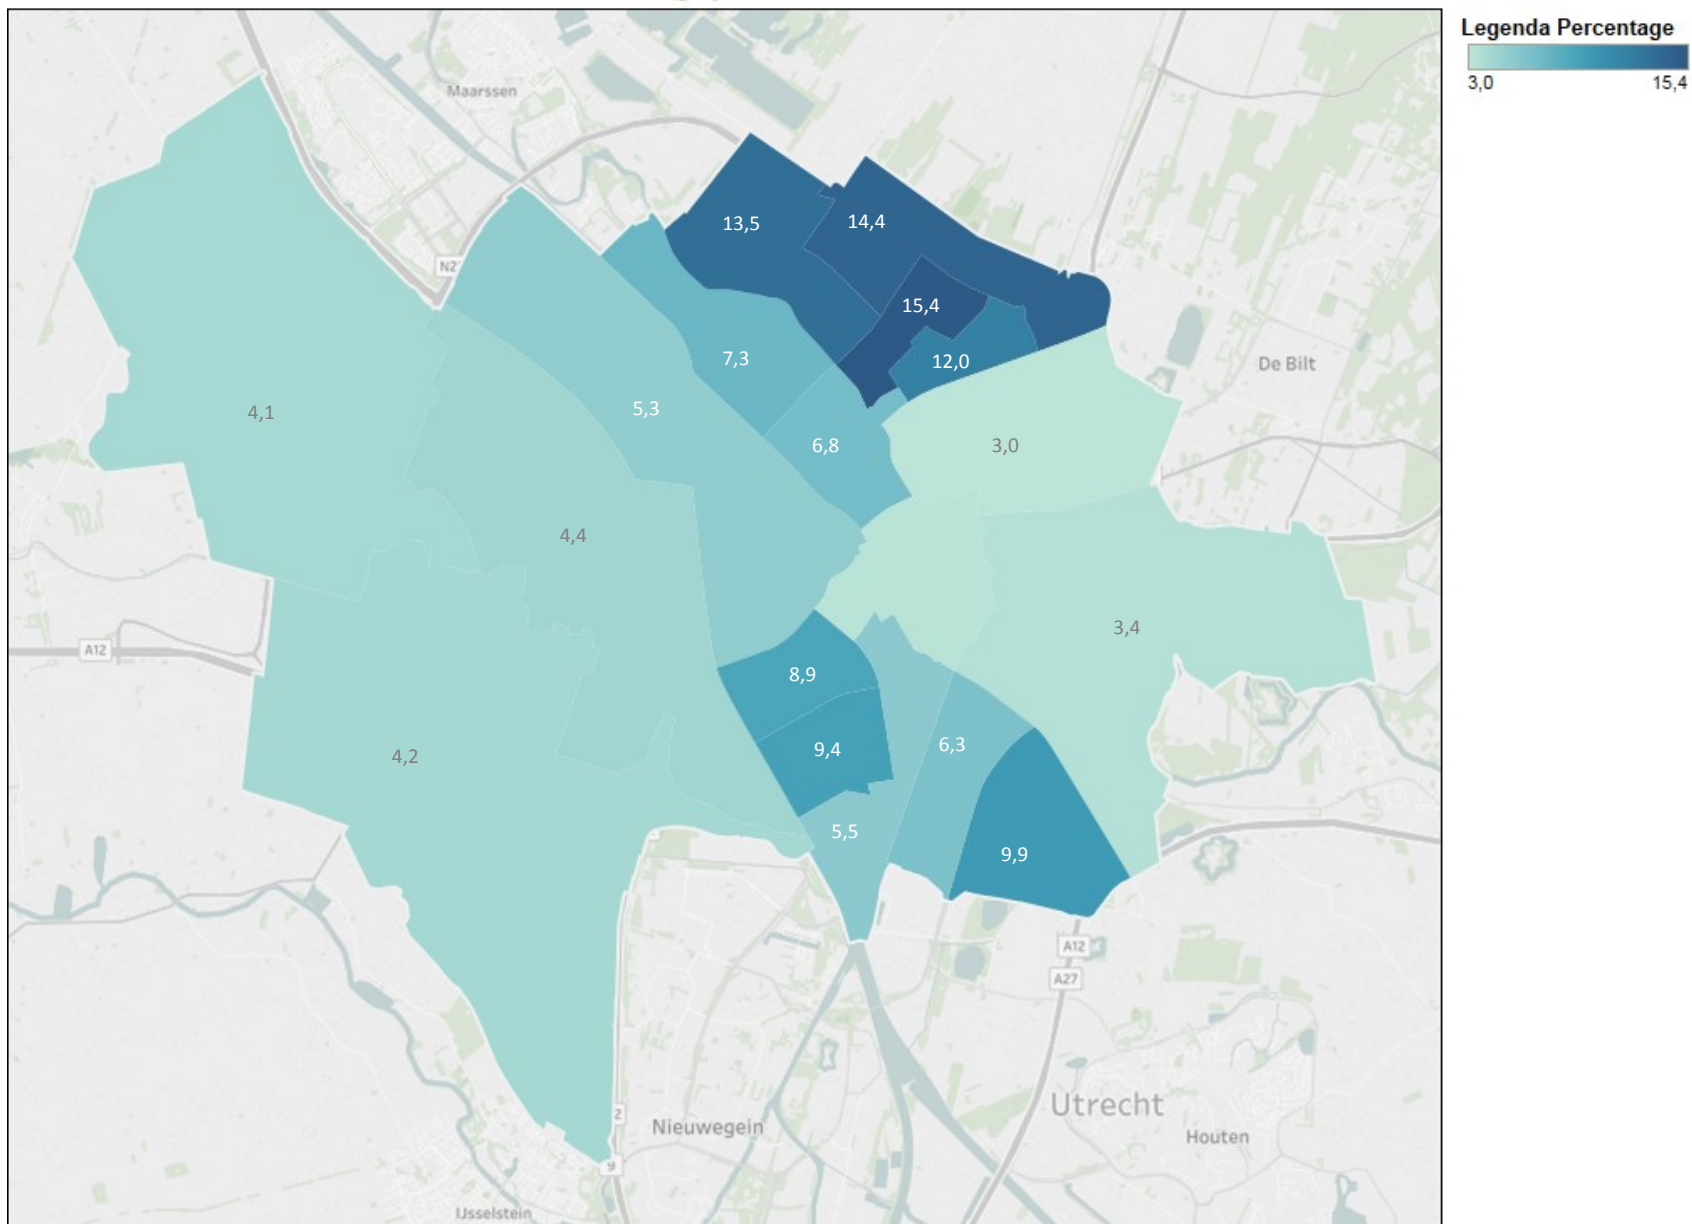 Legenda Percentage
3,0
15,4
Maarssen
13,5
14,4
N2
15,4
7,3
12,0
De Bilt
4,1
5,3
6,8
3,0
4,4
3,4
A12
8,9
9,4
6,3
4,2
5,5
9,9
A12
A27
Utrecht
2
Nieuwegein
Houten
9
IJsselstein